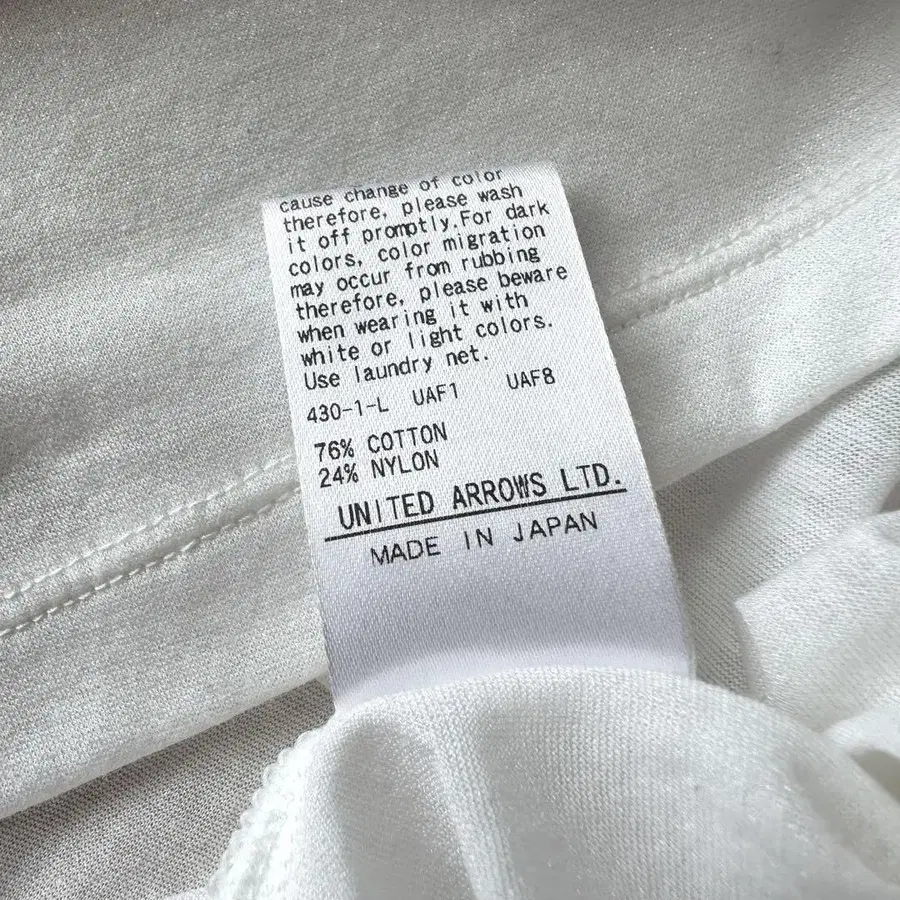 cause change of color
therefore, please wash
it off promptly.For dark
colors, color migration
may occur from rubbing
therefore, please beware
when wearing it with
white or light colors.
Use laundry net.
430-1-L UAF1 UAF8
76% COTTON
24% NYLON
UNITED ARROWS LTD.
MADE IN JAPAN